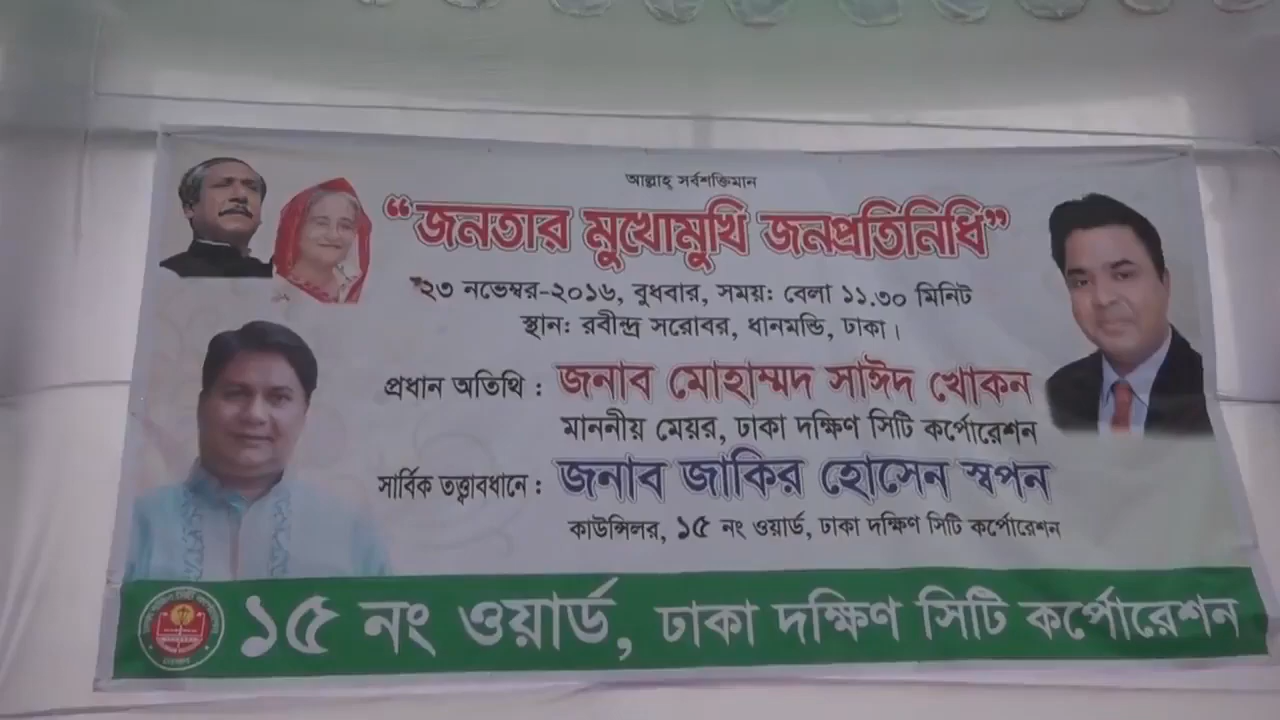 আল্লাহ্ সর্বশক্তিমান
“জনতার মুখোমুখি জনপ্রতিনিধি”
২৩ নভেম্বর-২০১৬, বুধবার, সময়: বেলা ১১.৩০ মিনিট
স্থান: রবীন্দ্র সরোবর, ধানমন্ডি, ঢাকা।
প্রধান অতিথি : জনাব মোহাম্মদ সাঈদ খোকন
মাননীয় মেয়র, ঢাকা দক্ষিণ সিটি কর্পোরেশন
সার্বিক তত্ত্বাবধানে : জনাব জাকির হোসেন স্বপন
কাউন্সিলর, ১৫ নং ওয়ার্ড, ঢাকা দক্ষিণ সিটি কর্পোরেশন
১৫ নং ওয়ার্ড, ঢাকা দক্ষিণ সিটি কর্পোরেশন